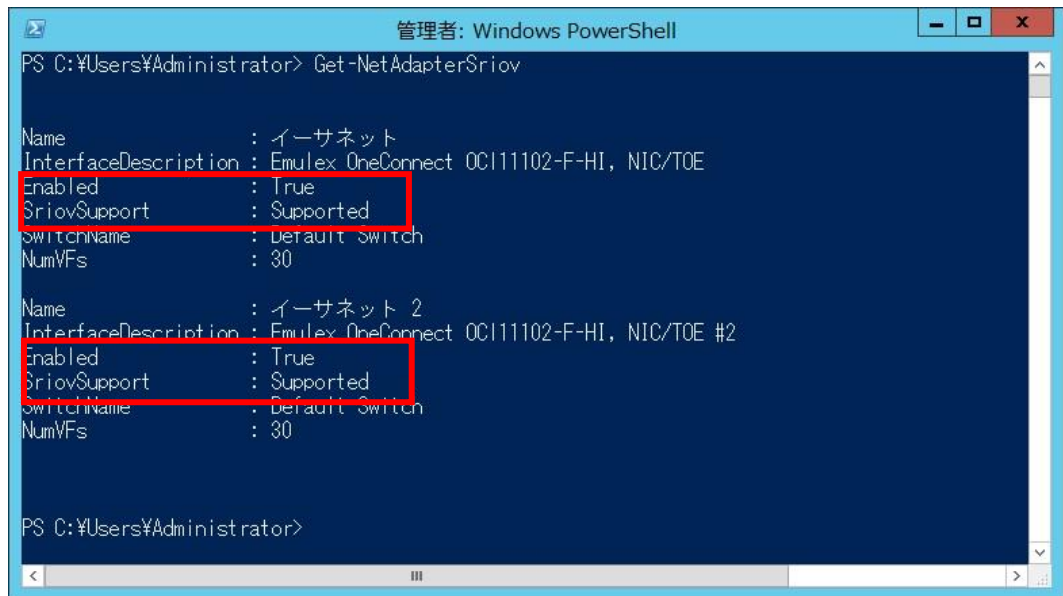 管理者: Windows PowerShell
PS C:¥Users¥Administrator> Get-NetAdapterSriov
Name : イーサネット
InterfaceDescription : Emulex OneConnect OCI11102-F-HI, NIC/TOE
Enabled : True
SriovSupport : Supported
SwitchName : Default Switch
NumVFs : 30
Name : イーサネット 2
InterfaceDescription : Emulex OneConnect OCI11102-F-HI, NIC/TOE #2
Enabled : True
SriovSupport : Supported
SwitchName : Default Switch
NumVFs : 30
PS C:¥Users¥Administrator>